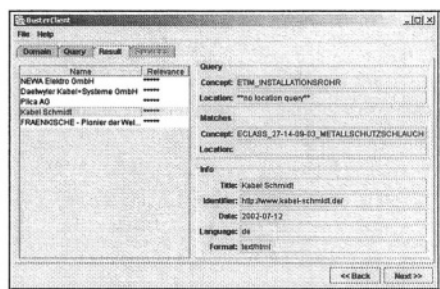 BusterClient
File Help
Domain Query Result
Name Relevance
NEWA Elektro GmbH *****
Daetwyler Kabel+Systeme GmbH *****
Pilca AG *****
Kabel Schmidt *****
FRAENKISCHE - Pionier der Wel... *****
Query
Concept: ETIM_INSTALLATIONSROHR
Location: **no location query**
Matches
Concept: ECLASS_27-14-09-03_METALLSCHUTZSCHLAUCH
Location:
Info
Title: Kabel Schmidt
Identifier: http://www.kabel-schmidt.de/
Date: 2002-07-12
Language: de
Format: text/html
<< Back Next >>